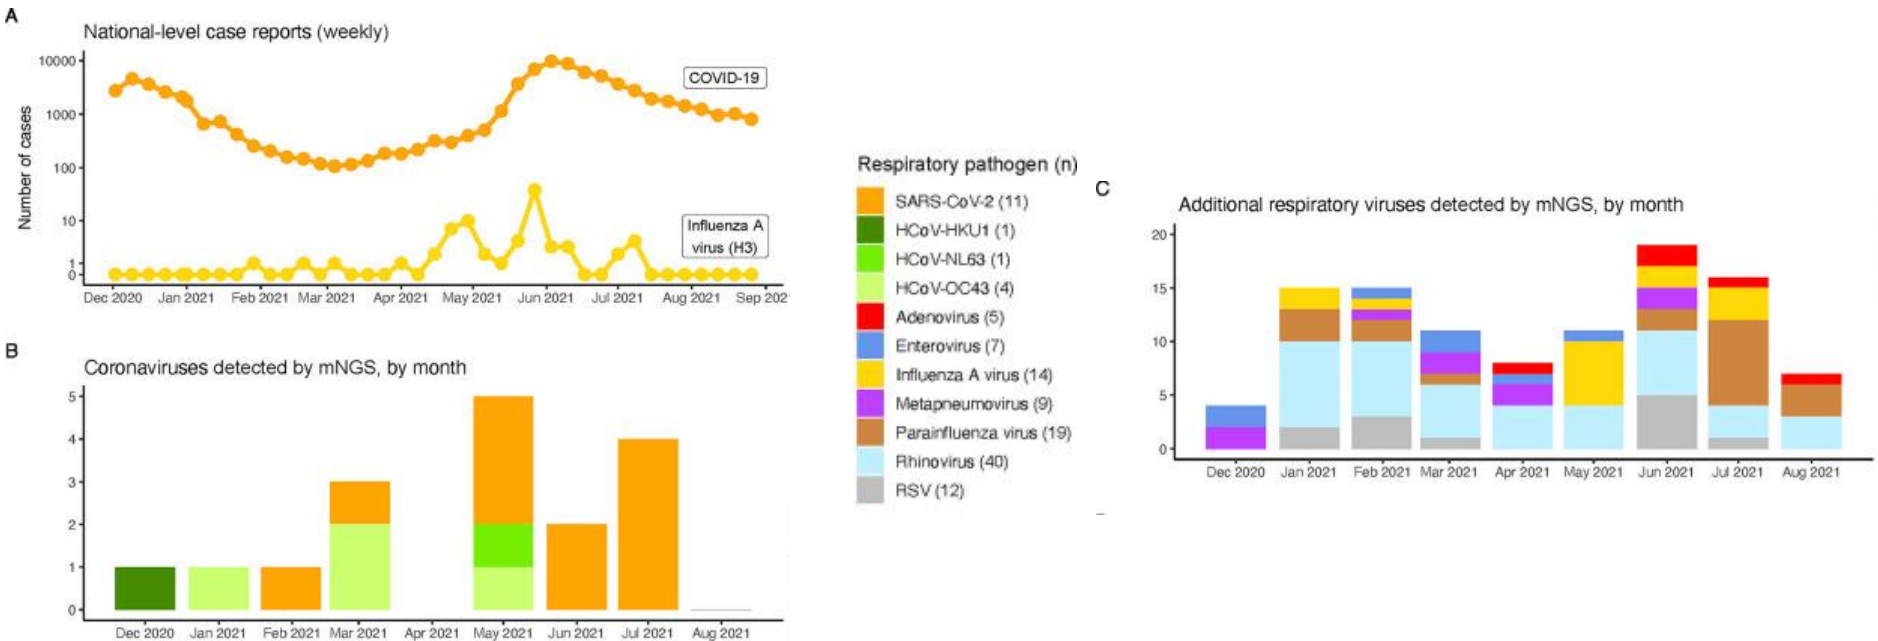 A
National-level case reports (weekly)
Number of cases
10000
1000
100
10
1
0
COVID-19
Influenza A
virus (H3)
Dec 2020 Jan 2021 Feb 2021 Mar 2021 Apr 2021 May 2021 Jun 2021 Jul 2021 Aug 2021 Sep 202
B
Coronaviruses detected by mNGS, by month
5
4
3
2
1
0
Dec 2020 Jan 2021 Feb 2021 Mar 2021 Apr 2021 May 2021 Jun 2021 Jul 2021 Aug 2021
Respiratory pathogen (n)
SARS-CoV-2 (11)
HCoV-HKU1 (1)
HCoV-NL63 (1)
HCoV-OC43 (4)
Adenovirus (5)
Enterovirus (7)
Influenza A virus (14)
Metapneumovirus (9)
Parainfluenza virus (19)
Rhinovirus (40)
RSV (12)
C
Additional respiratory viruses detected by mNGS, by month
20
15
10
5
0
Dec 2020 Jan 2021 Feb 2021 Mar 2021 Apr 2021 May 2021 Jun 2021 Jul 2021 Aug 2021